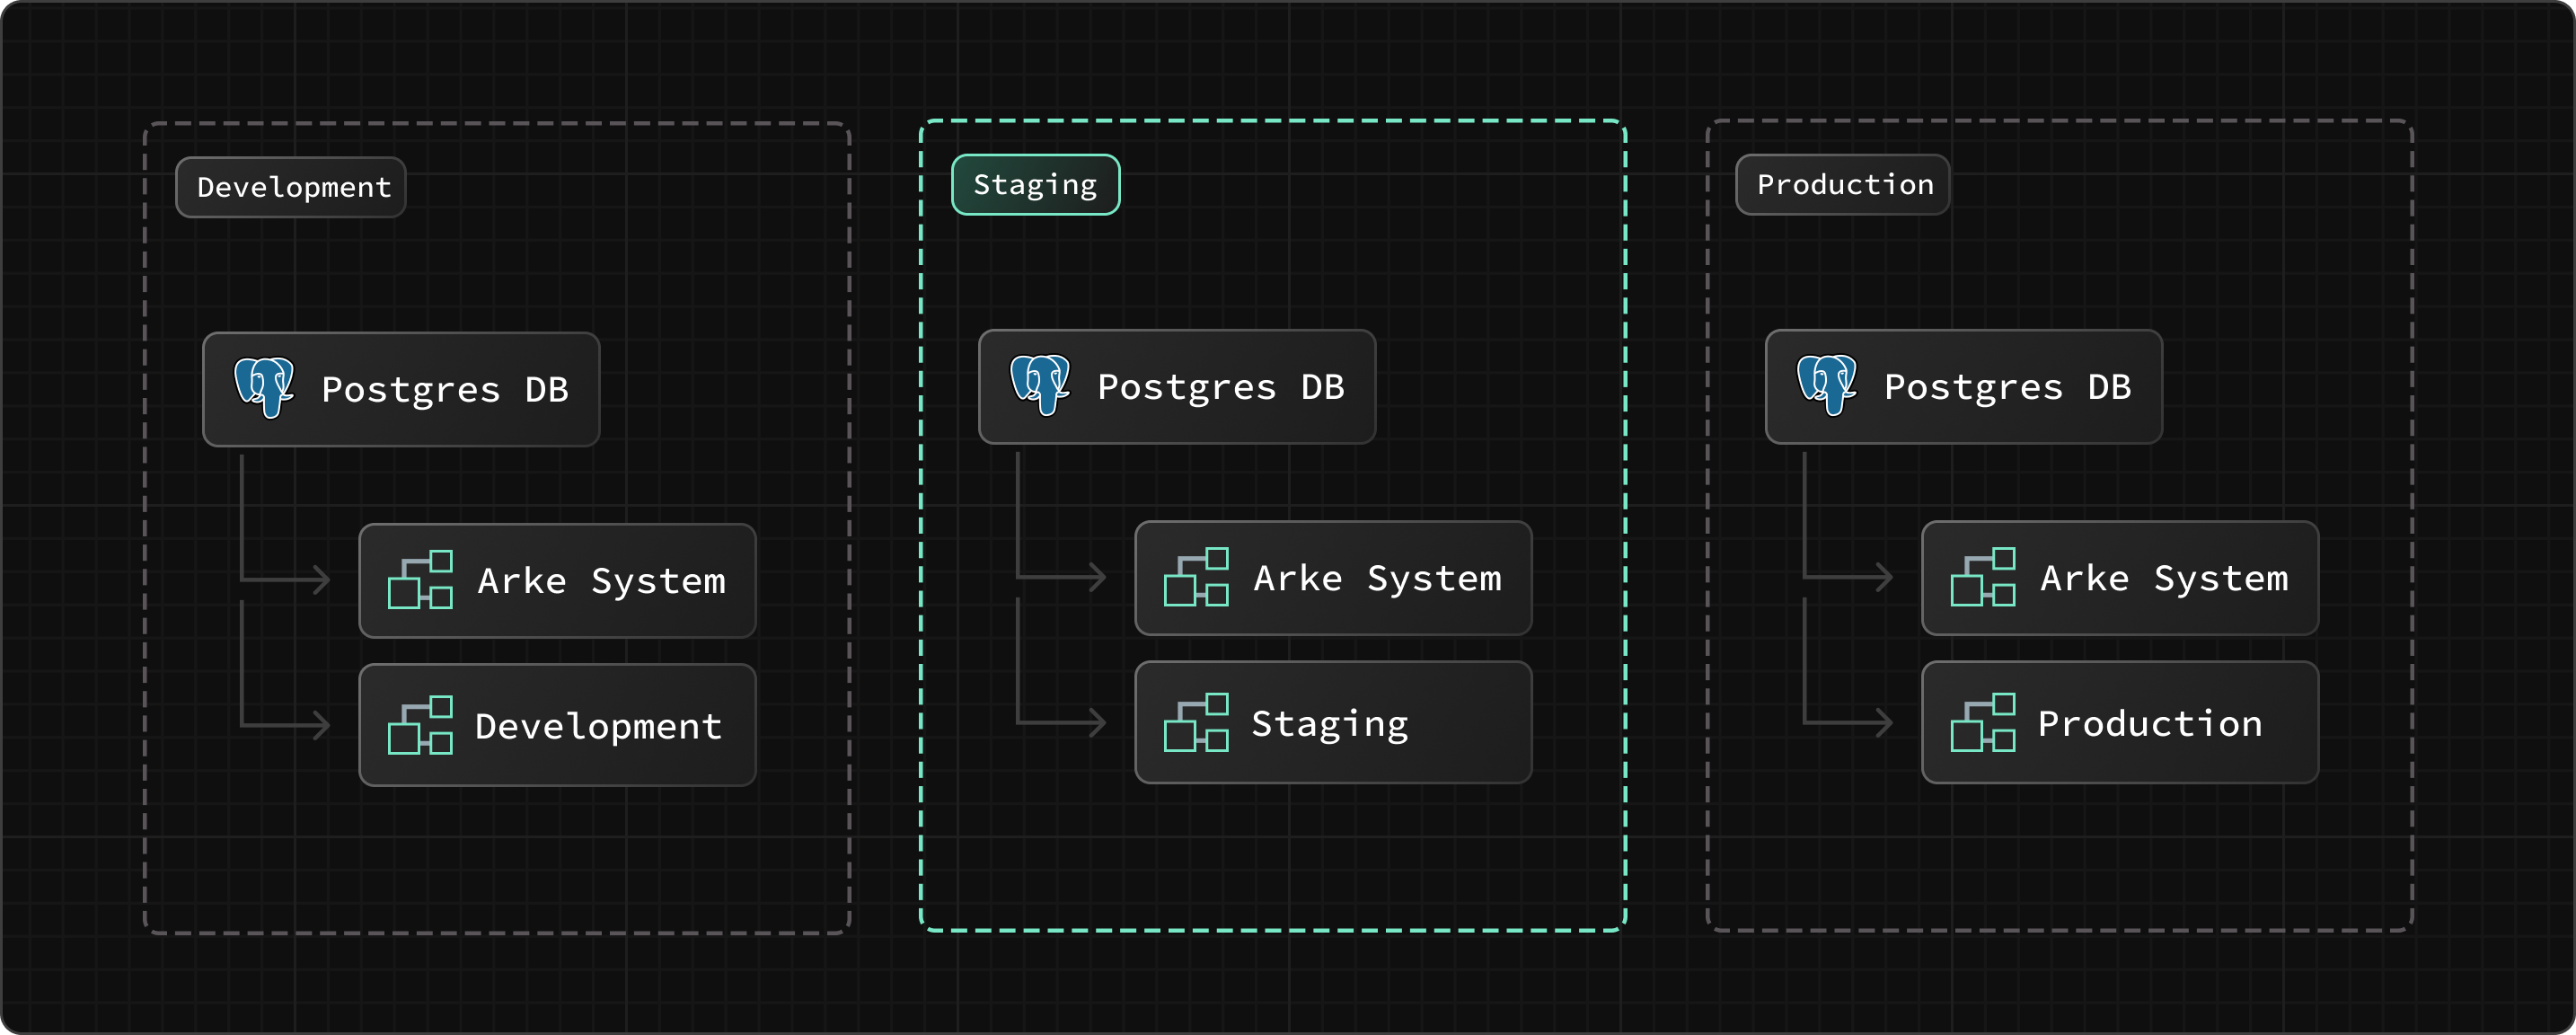 Development
Postgres DB
Arke System
Development
Staging
Postgres DB
Arke System
Staging
Production
Postgres DB
Arke System
Production